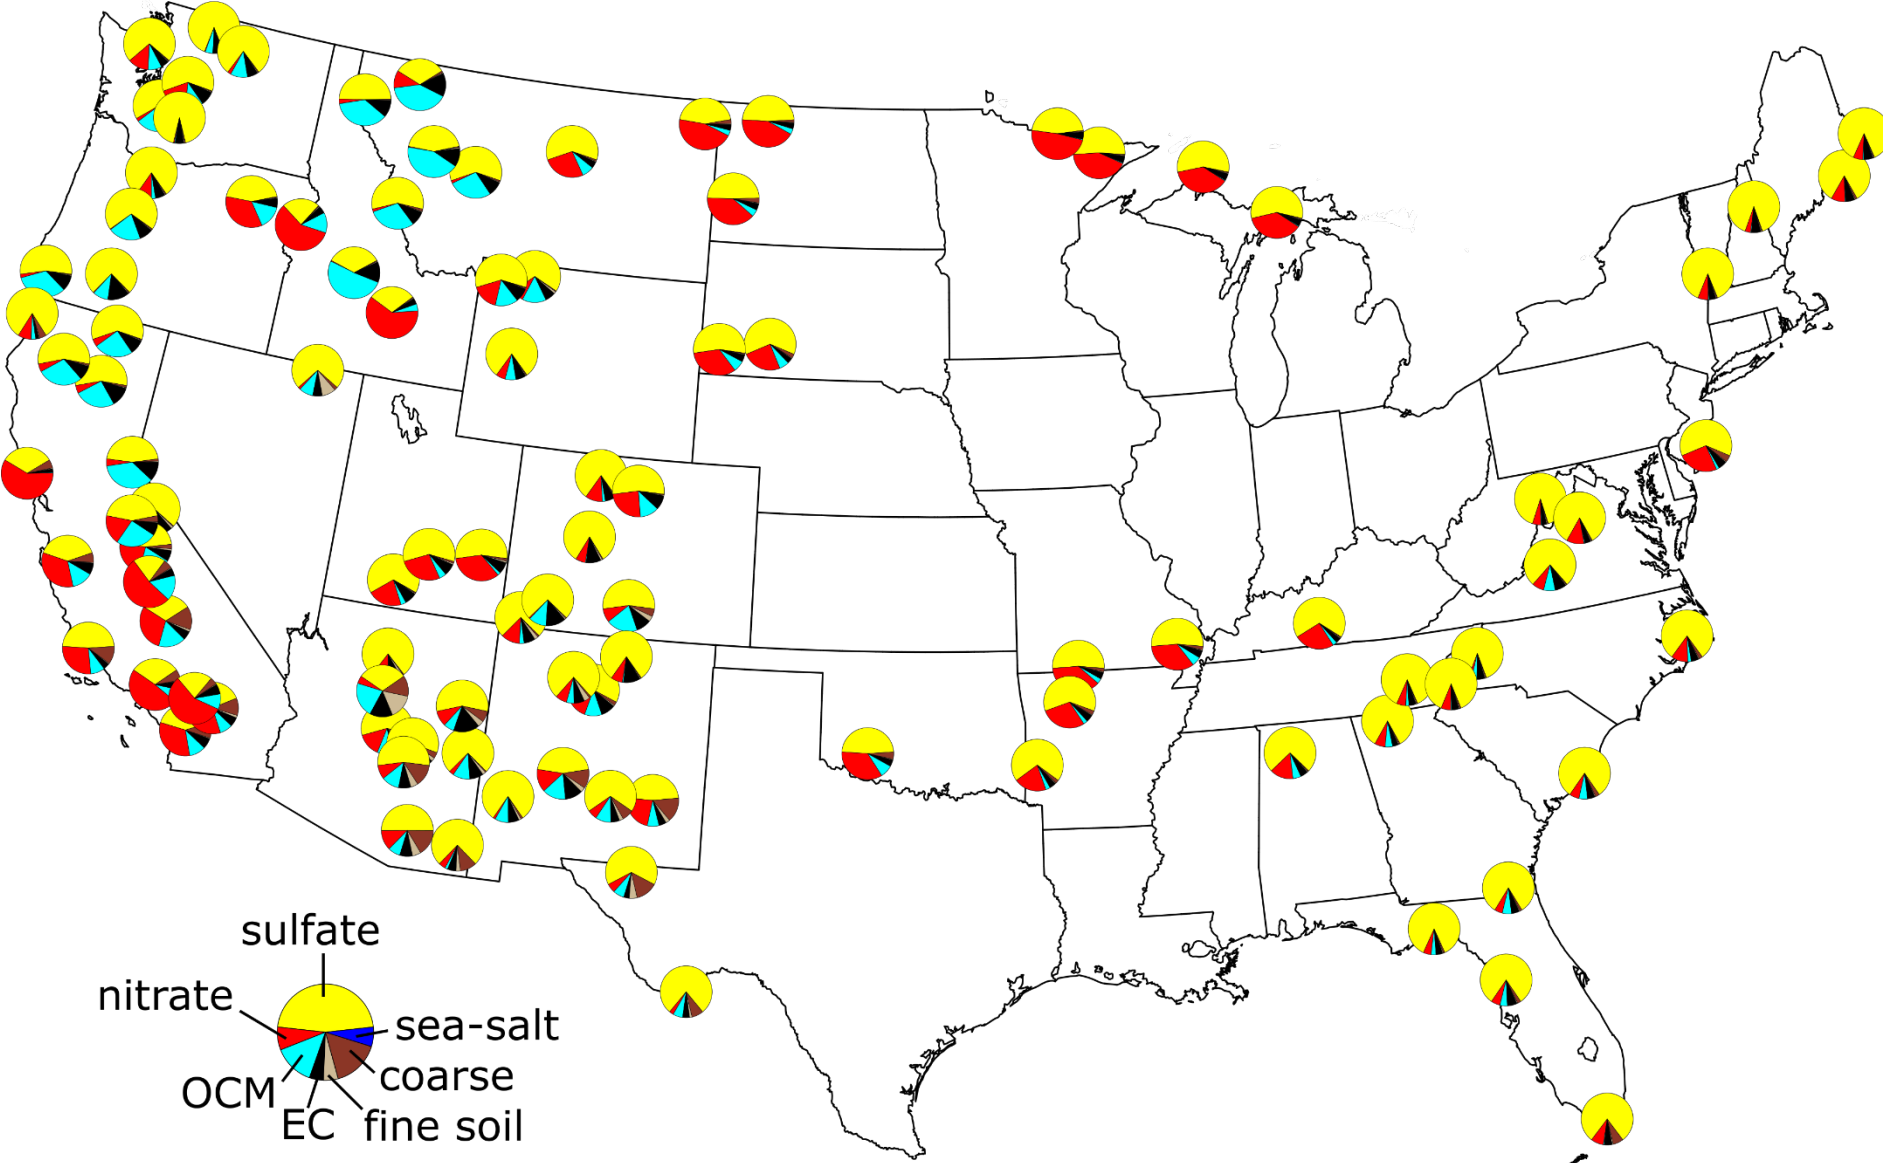 sulfate
nitrate
sea-salt
coarse
OCM
EC
fine soil